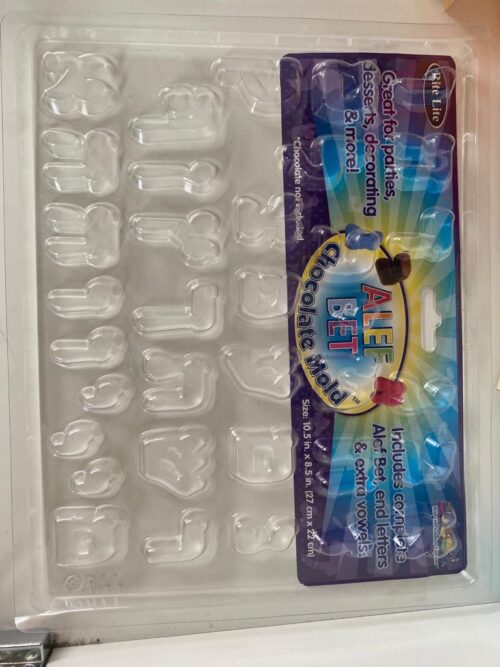 Rite Lite
Great for parties,
desserts, decorating
& more!
*Chocolate not included
ALEF
BET
Chocolate Mold™
Size: 10.5 in. x 8.5 in. (27 cm x 22 cm)
Includes complete
Alef Bet, end letters
& extra vowels!